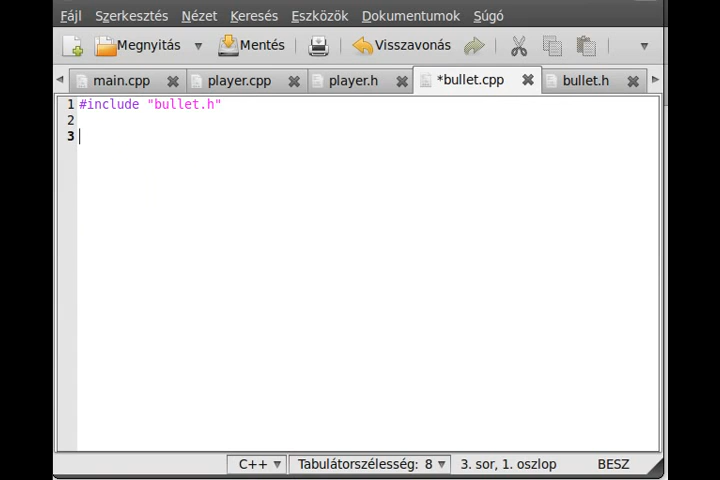 Fájl Szerkesztés Nézet Keresés Eszközök Dokumentumok Súgó
Megnyitás Mentés Visszavonás
main.cpp player.cpp player.h *bullet.cpp bullet.h
1 #include "bullet.h"
2
3
C++ Tabulátorszélesség: 8 3. sor, 1. oszlop BESZ